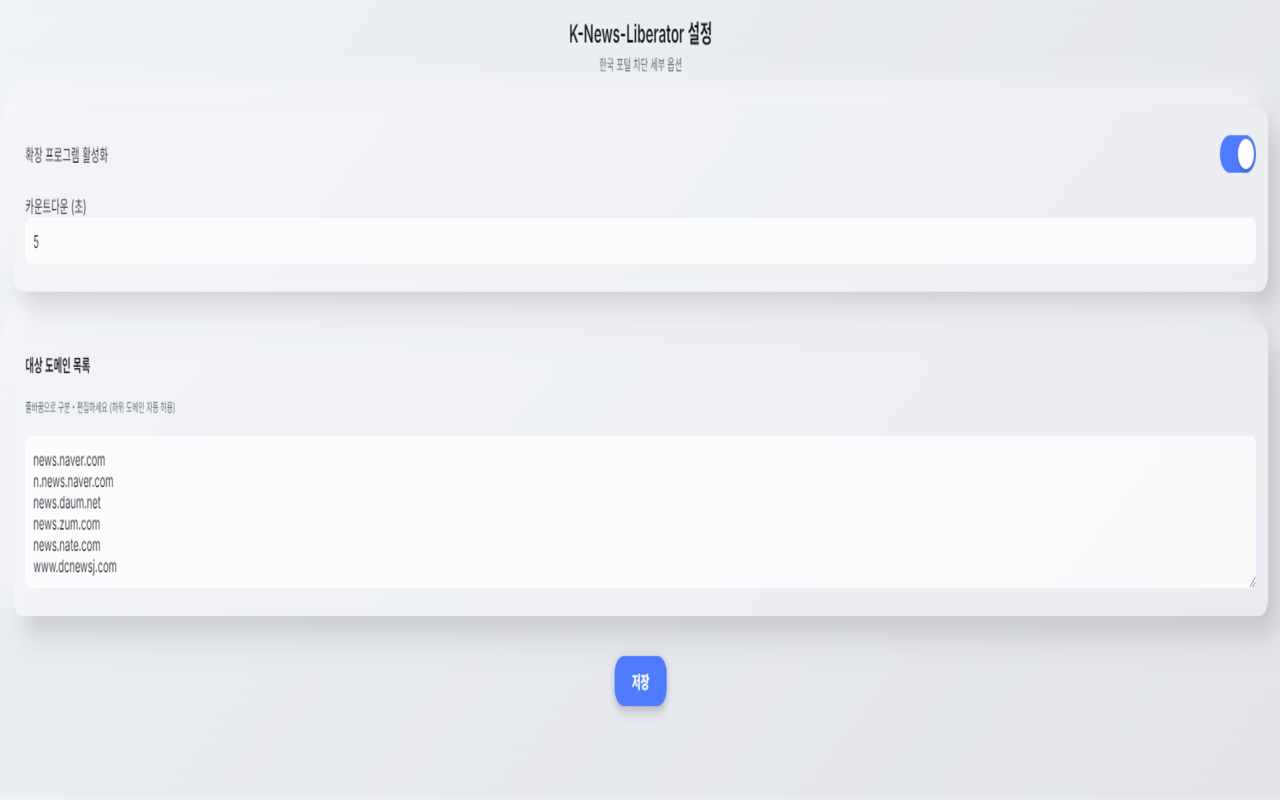 K-News-Liberator 설정
한국 포털 차단 세부 옵션
확장 프로그램 활성화
카운트다운 (초)
5
대상 도메인 목록
줄바꿈으로 구분 • 편집하세요 (하위 도메인 자동 허용)
news.naver.com
n.news.naver.com
news.daum.net
news.zum.com
news.nate.com
www.dcnewsj.com
저장